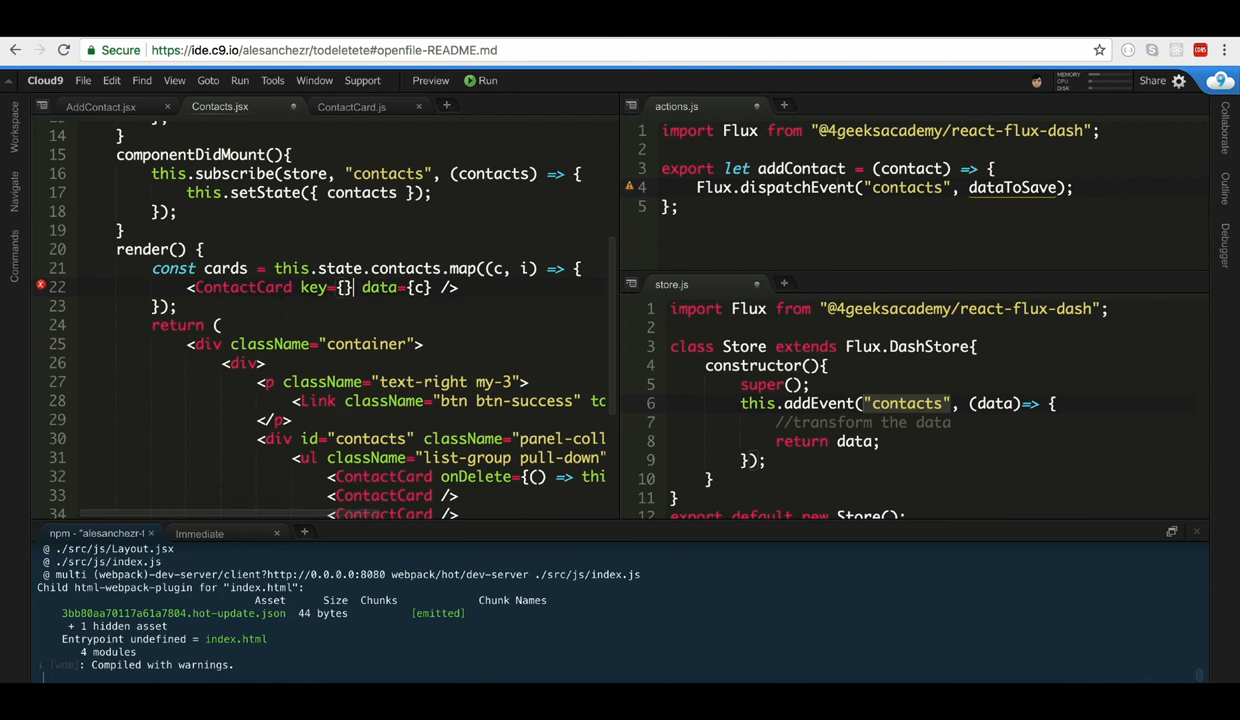 Secure https://ide.c9.io/alesanchezr/todeletete#openfile-README.md
Cloud9 File Edit Find View Goto Run Tools Window Support Preview Run MEMORY CPU DISK Share
AddContact.jsx Contacts.jsx ContactCard.js
14 }
15 componentDidMount(){
16 this.subscribe(store, "contacts", (contacts) => {
17 this.setState({ contacts });
18 });
19 }
20 render() {
21 const cards = this.state.contacts.map((c, i) => {
22 <ContactCard key={} data={c} />
23 });
24 return (
25 <div className="container">
26 <div>
27 <p className="text-right my-3">
28 <Link className="btn btn-success" to
29 </p>
30 <div id="contacts" className="panel-coll
31 <ul className="list-group pull-down"
32 <ContactCard onDelete={() => thi
33 <ContactCard />
34 <ContactCard />
actions.js
1 import Flux from "@4geeksacademy/react-flux-dash";
2
3 export let addContact = (contact) => {
4 Flux.dispatchEvent("contacts", dataToSave);
5 };
store.js
1 import Flux from "@4geeksacademy/react-flux-dash";
2
3 class Store extends Flux.DashStore{
4 constructor(){
5 super();
6 this.addEvent("contacts", (data)=> {
7 //transform the data
8 return data;
9 });
10 }
11 }
12 export default new Store();
npm - "alesanchezr-t Immediate
@ ./src/js/Layout.jsx
@ ./src/js/index.js
@ multi (webpack)-dev-server/client?http://0.0.0.0:8080 webpack/hot/dev-server ./src/js/index.js
Child html-webpack-plugin for "index.html":
Asset Size Chunks Chunk Names
3bb80aa70117a61a7804.hot-update.json 44 bytes [emitted]
+ 1 hidden asset
Entrypoint undefined = index.html
4 modules
[wdm]: Compiled with warnings.
Workspace
Navigate
Commands
Collaborate
Outline
Debugger